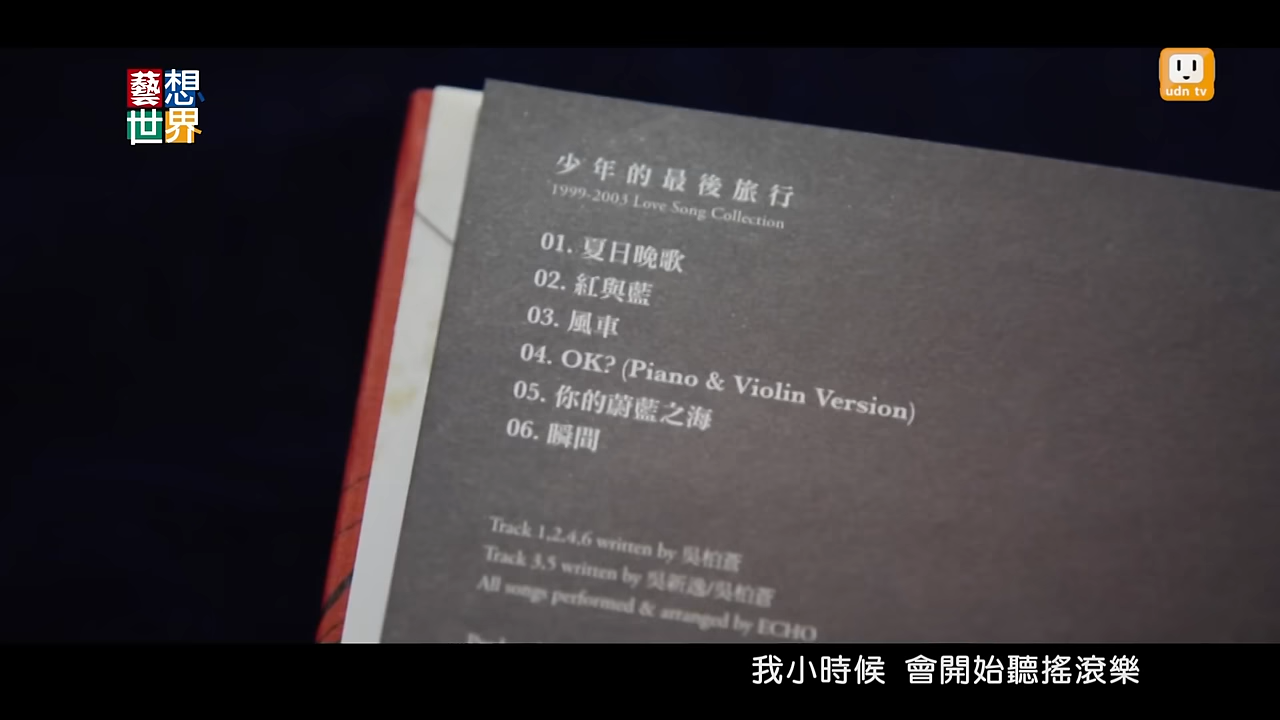 藝想
世界
udn tv
少年的最後旅行
1999-2003 Love Song Collection
01. 夏日晚歌
02. 紅與藍
03. 風車
04. OK? (Piano & Violin Version)
05. 你的蔚藍之海
06. 瞬間
Track 1,2,4,6 written by 吳柏蒼
Track 3,5 written by 吳新逸/吳柏蒼
All songs performed & arranged by ECHO
我小時候 會開始聽搖滾樂